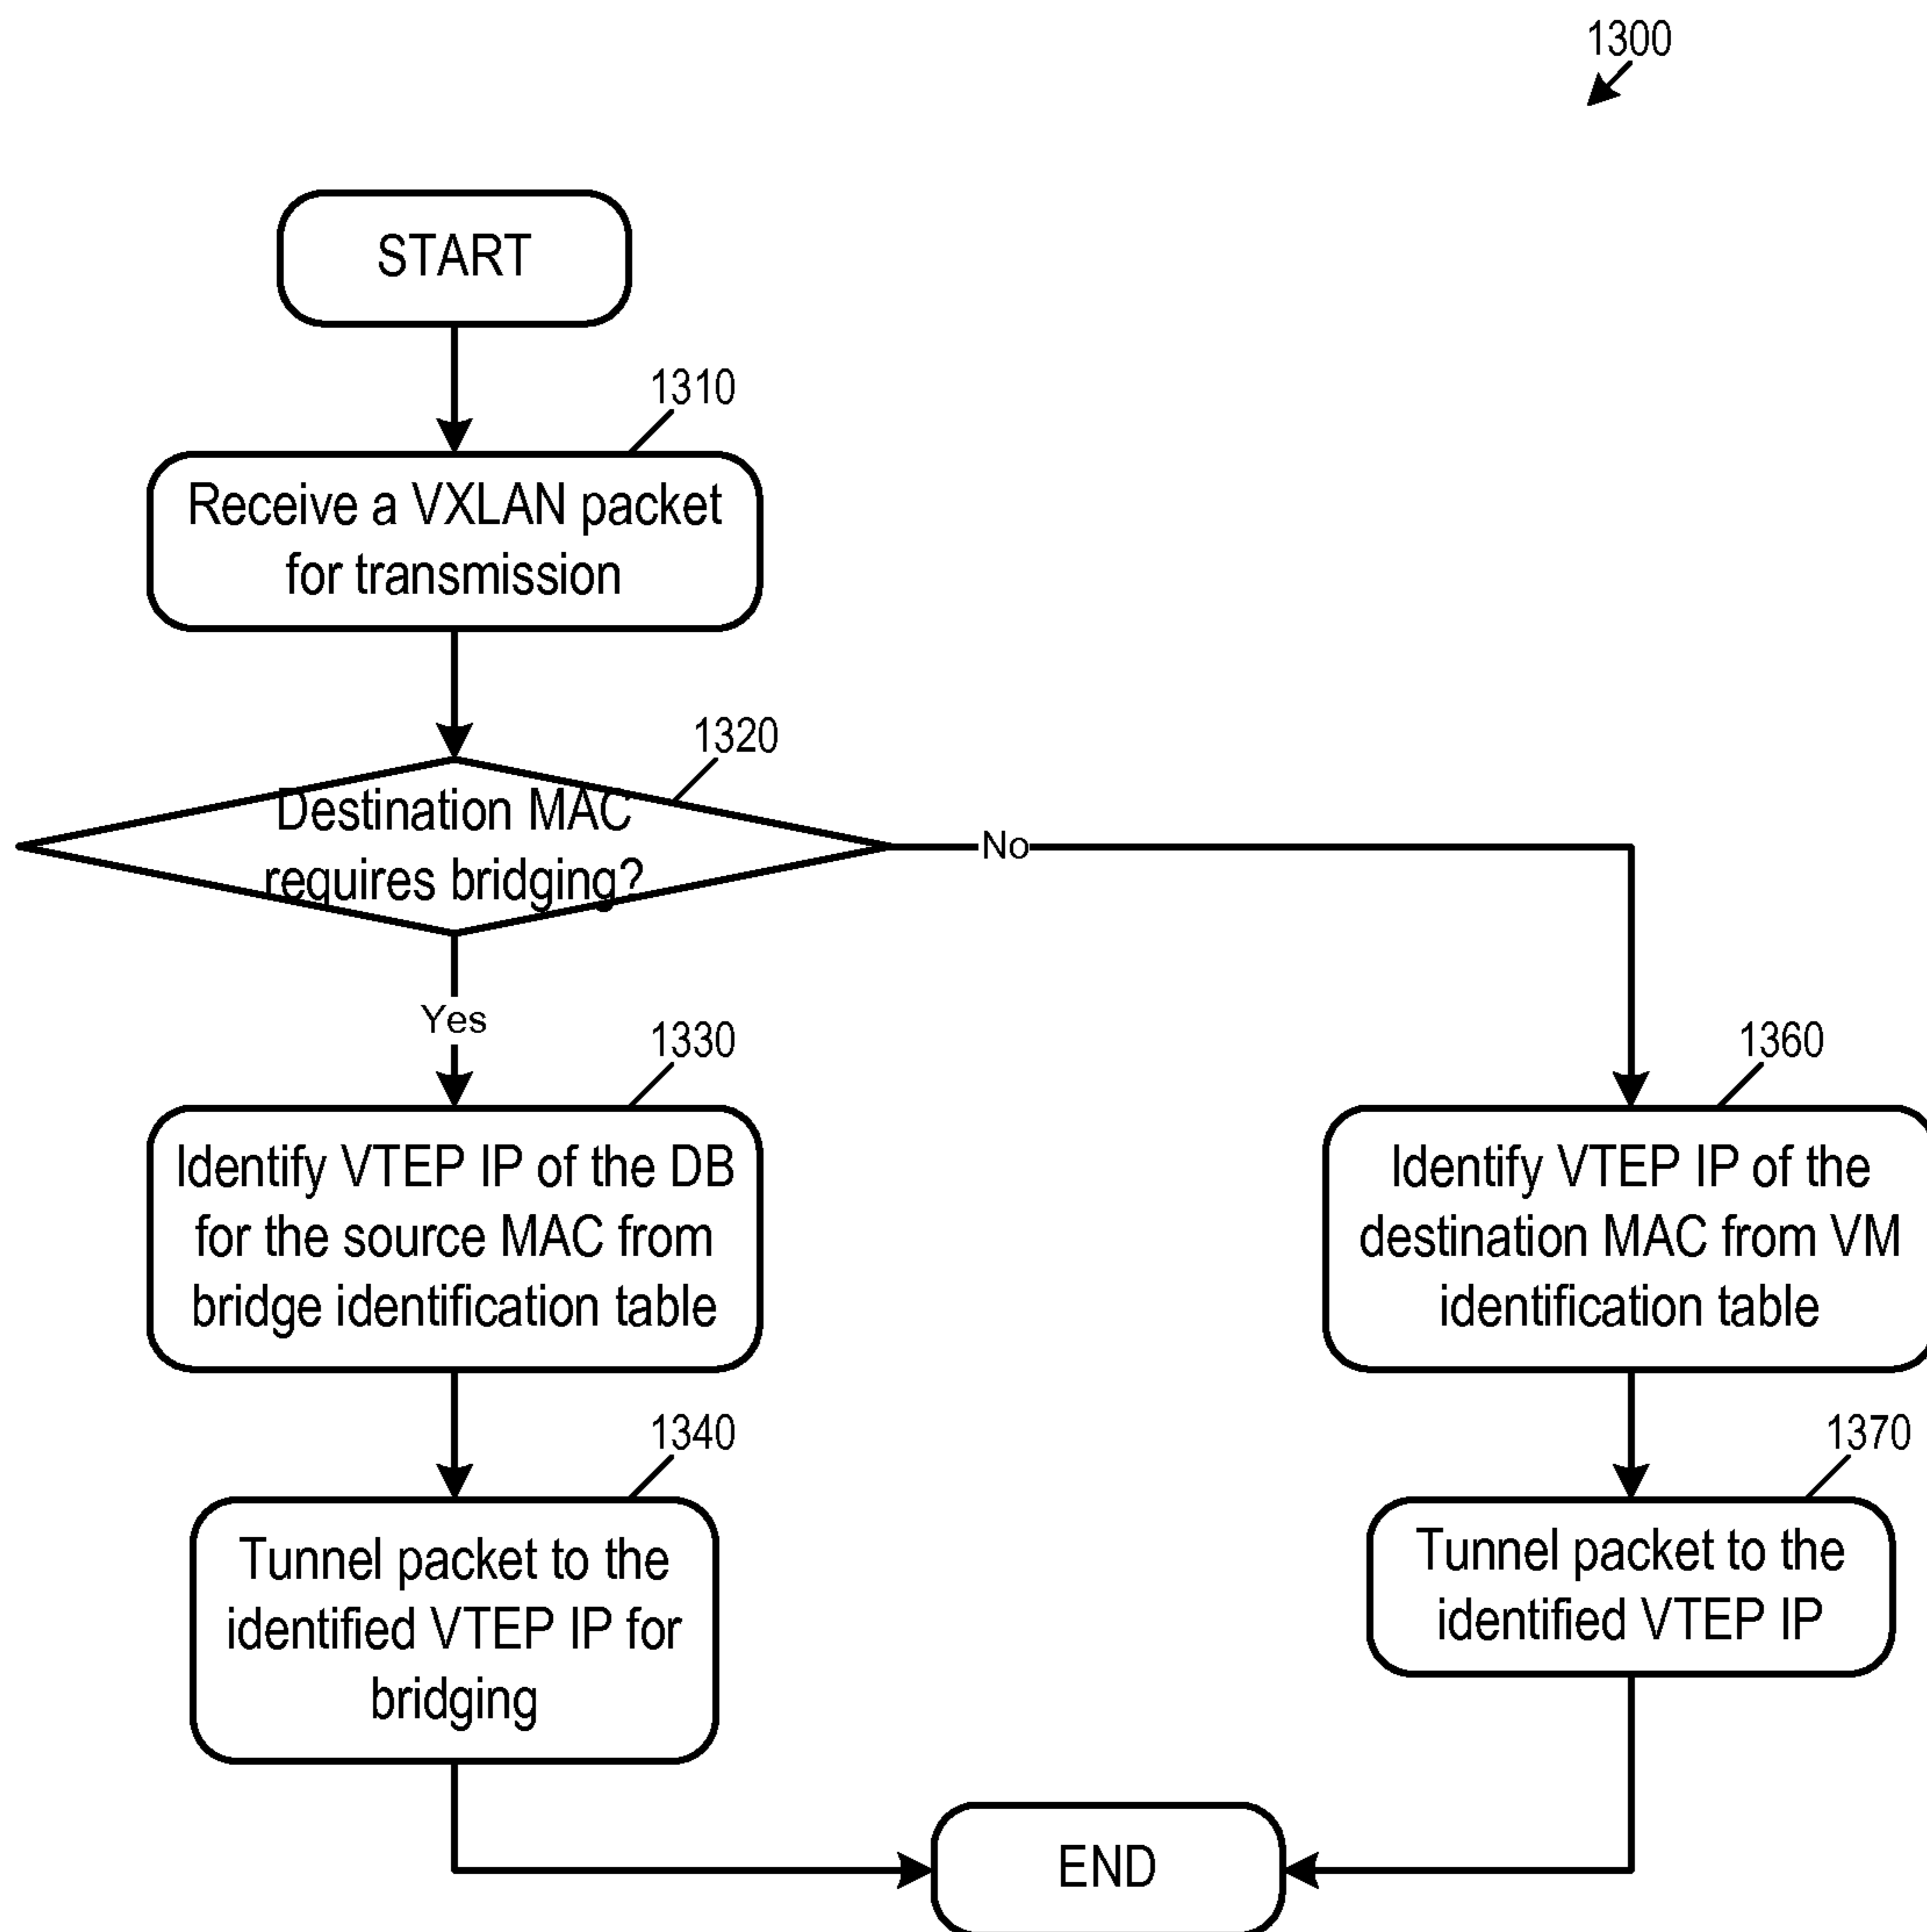 1300
START
1310
Receive a VXLAN packet
for transmission
1320
Destination MAC
requires bridging?
No
Yes
1330
Identify VTEP IP of the DB
for the source MAC from
bridge identification table
1360
Identify VTEP IP of the
destination MAC from VM
identification table
1340
Tunnel packet to the
identified VTEP IP for
bridging
1370
Tunnel packet to the
identified VTEP IP
END